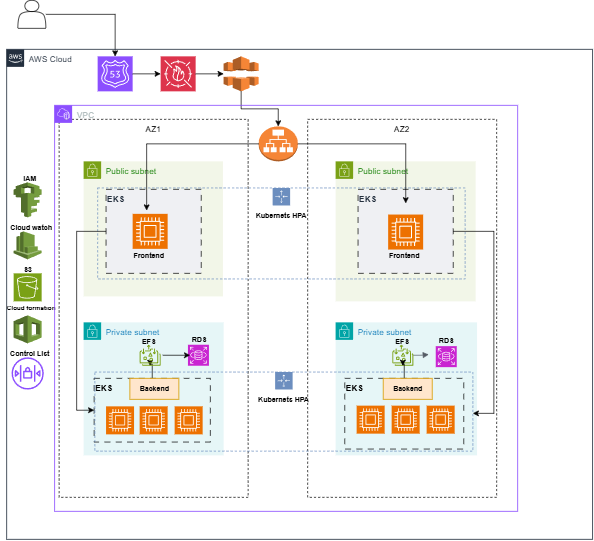 aws
AWS Cloud
53
VPC
AZ1
AZ2
Public subnet
Public subnet
IAM
EKS
EKS
Kubernets HPA
Cloud watch
Frontend
Frontend
S3
Cloud formation
Private subnet
Private subnet
EFS
RDS
EFS
RDS
Control List
EKS
Backend
EKS
Backend
Kubernets HPA